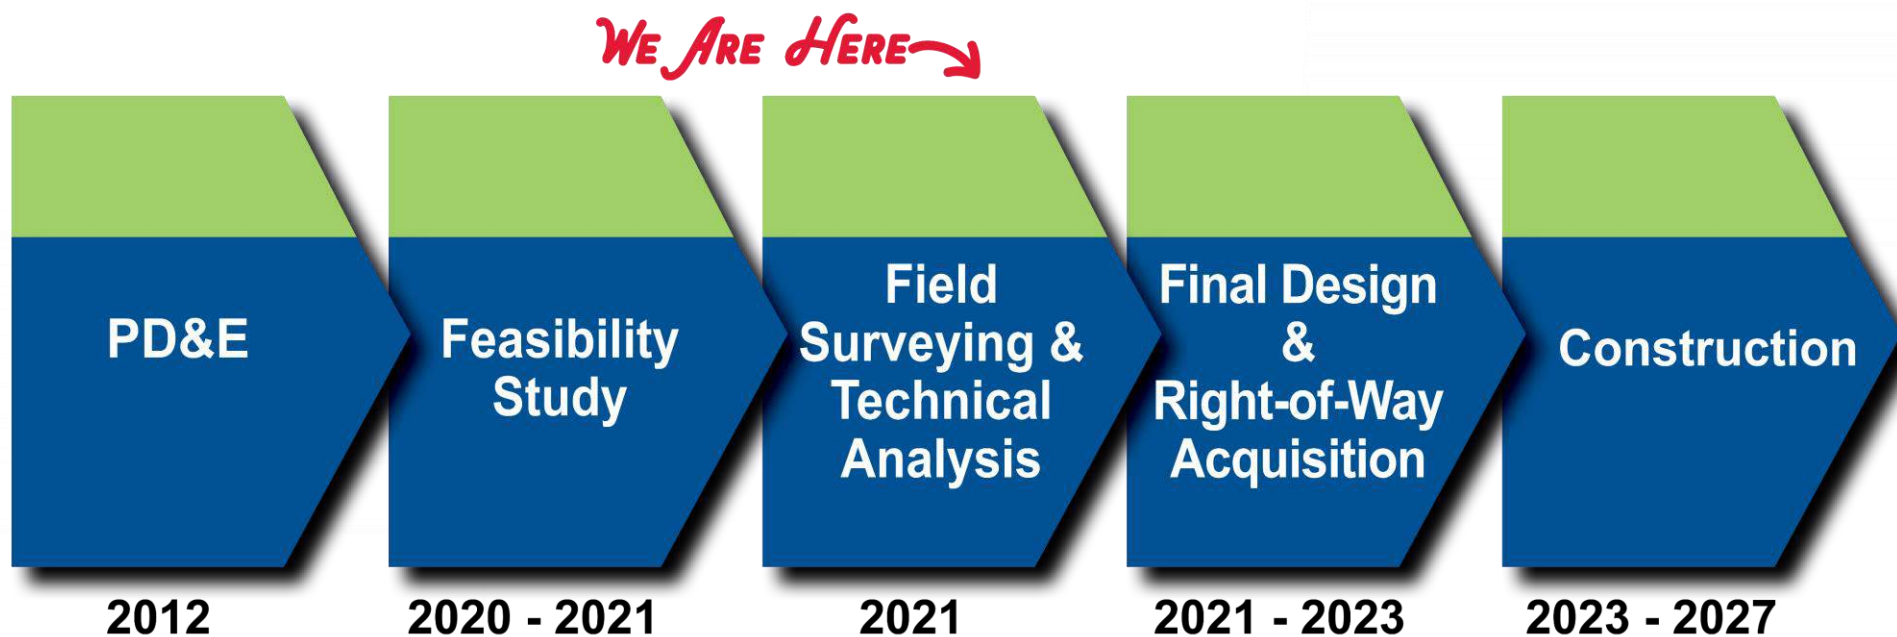 We Are Here
PD&E
Feasibility
Study
Field
Surveying &
Technical
Analysis
Final Design
&
Right-of-Way
Acquisition
Construction
2012
2020 - 2021
2021
2021 - 2023
2023 - 2027